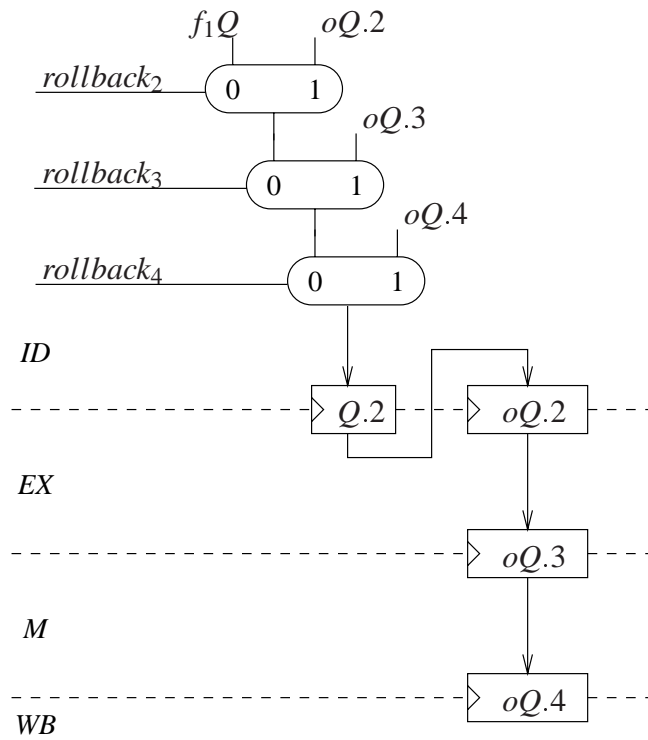 f₁Q oQ.2
rollback₂ 0 1
oQ.3
rollback₃ 0 1
oQ.4
rollback₄ 0 1
ID
Q.2 oQ.2
EX
oQ.3
M
oQ.4
WB